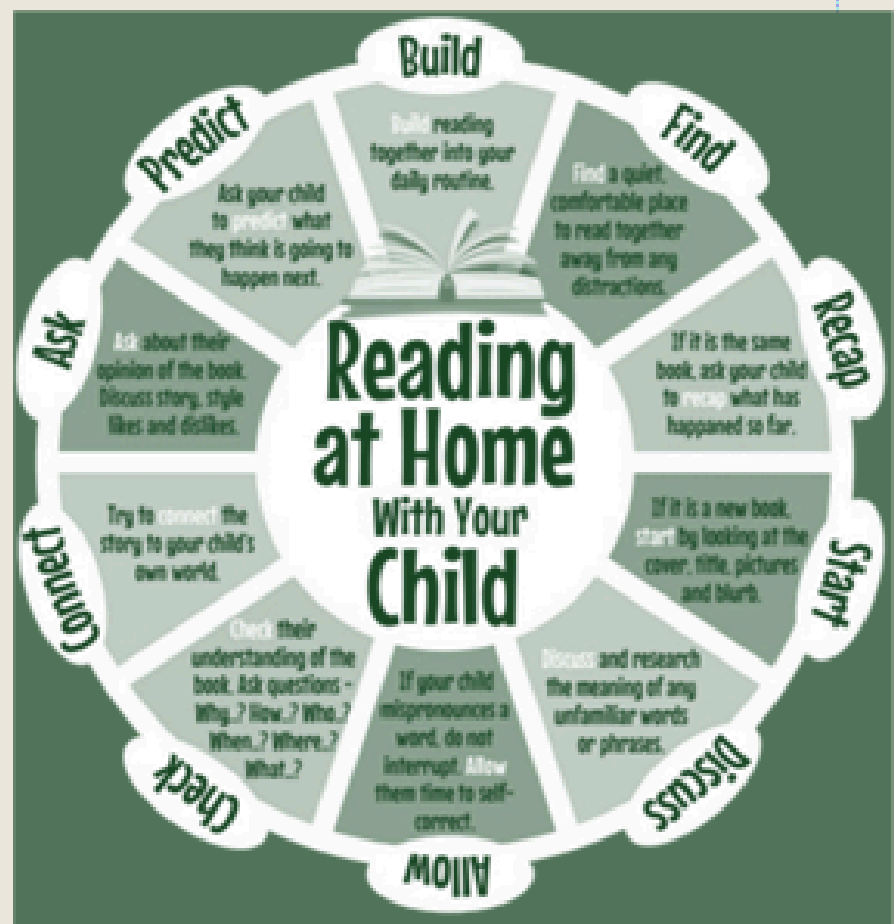 Reading
at Home
With Your
Child
Build
Build reading
together into your
daily routine.
Find
Find a quiet,
comfortable place
to read together
away from any
distractions.
Recap
If it is the same
book, ask your child
to recap what has
happaned so far.
Start
If it is a new book,
start by looking at the
cover, title, pictures
and blurb.
Discuss
Discuss and research
the meaning of any
unfamiliar words
or phrases.
Allow
If your child
mispronounces a
word, do not
interrupt. Allow
them time to self-
correct.
Check
Check their
understanding of the
book. Ask questions -
Why..? How..? Who..?
When..? Where..?
What..?
Connect
Try to connect the
story to your child's
own world.
Ask
Ask about their
opinion of the book.
Discuss story, style
likes and dislikes.
Predict
Ask your child
to predict what
they think is going to
happen next.